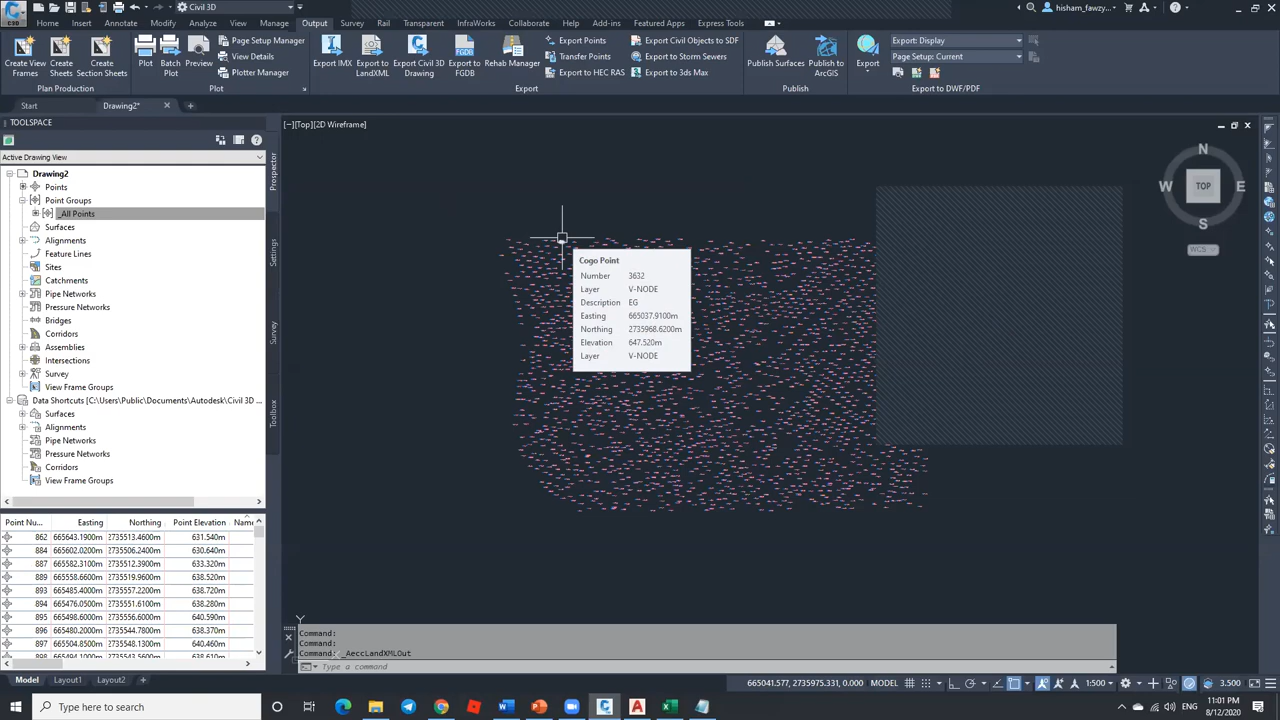 Civil 3D
hisham_fawzy...
C3D
Home Insert Annotate Modify Analyze View Manage Output Survey Rail Transparent InfraWorks Collaborate Help Add-ins Featured Apps Express Tools
Create View Frames
Create Sheets
Create Section Sheets
Plan Production
Plot
Batch Plot
Preview
Page Setup Manager
View Details
Plotter Manager
Plot
Export IMX
Export to LandXML
Export Civil 3D Drawing
Export to FGDB
Rehab Manager
Export Points
Transfer Points
Export to HEC RAS
Export Civil Objects to SDF
Export to Storm Sewers
Export to 3ds Max
Export
Publish Surfaces
Publish to ArcGIS
Publish
Export
Export: Display
Page Setup: Current
Export to DWF/PDF
Start
Drawing2*
TOOLSPACE
Active Drawing View
Drawing2
Points
Point Groups
_All Points
Surfaces
Alignments
Feature Lines
Sites
Catchments
Pipe Networks
Pressure Networks
Bridges
Corridors
Assemblies
Intersections
Survey
View Frame Groups
Data Shortcuts [C:\Users\Public\Documents\Autodesk\Civil 3D ...
Surfaces
Alignments
Pipe Networks
Pressure Networks
Corridors
View Frame Groups
Prospector
Settings
Survey
Toolbox
Point Nu... Easting Northing Point Elevation Name
862 665643.1900m 2735513.4600m 631.540m
884 665602.0200m 2735506.2400m 630.640m
887 665582.3100m 2735512.3900m 633.320m
889 665558.6600m 2735519.9600m 638.520m
893 665485.4000m 2735557.2200m 638.720m
894 665476.0500m 2735551.6100m 638.280m
895 665498.6000m 2735556.6000m 640.590m
896 665480.2000m 2735544.7800m 638.370m
897 665504.8500m 2735548.1300m 640.460m
898 665494.1000m 2735543.5600m 638.610m
[−][Top][2D Wireframe]
N
W TOP E
S
WCS
Cogo Point
Number 3632
Layer V-NODE
Description EG
Easting 665037.9100m
Northing 2735968.6200m
Elevation 647.520m
Layer V-NODE
Y
Command:
Command:
Command: _AeccLandXMLOut
Type a command
Model Layout1 Layout2
665041.577, 2735975.331, 0.000 MODEL
1:500
3.500
Type here to search
ENG
11:01 PM
8/12/2020